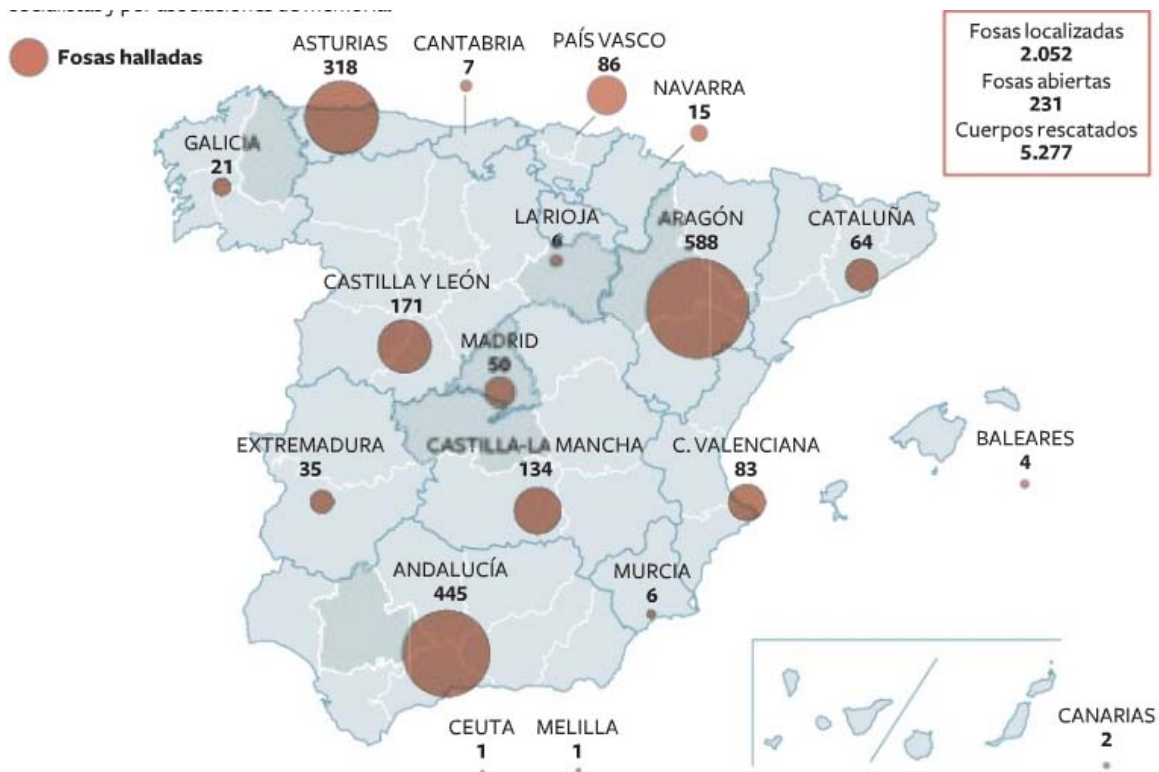 Fosas halladas
ASTURIAS
318
CANTABRIA
7
PAÍS VASCO
86
NAVARRA
15
Fosas localizadas
2.052
Fosas abiertas
231
Cuerpos rescatados
5.277
GALICIA
21
LA RIOJA
6
ARAGÓN
588
CATALUÑA
64
CASTILLA Y LEÓN
171
MADRID
50
EXTREMADURA
35
CASTILLA-LA MANCHA
134
C. VALENCIANA
83
BALEARES
4
ANDALUCÍA
445
MURCIA
6
CEUTA
1
MELILLA
1
CANARIAS
2